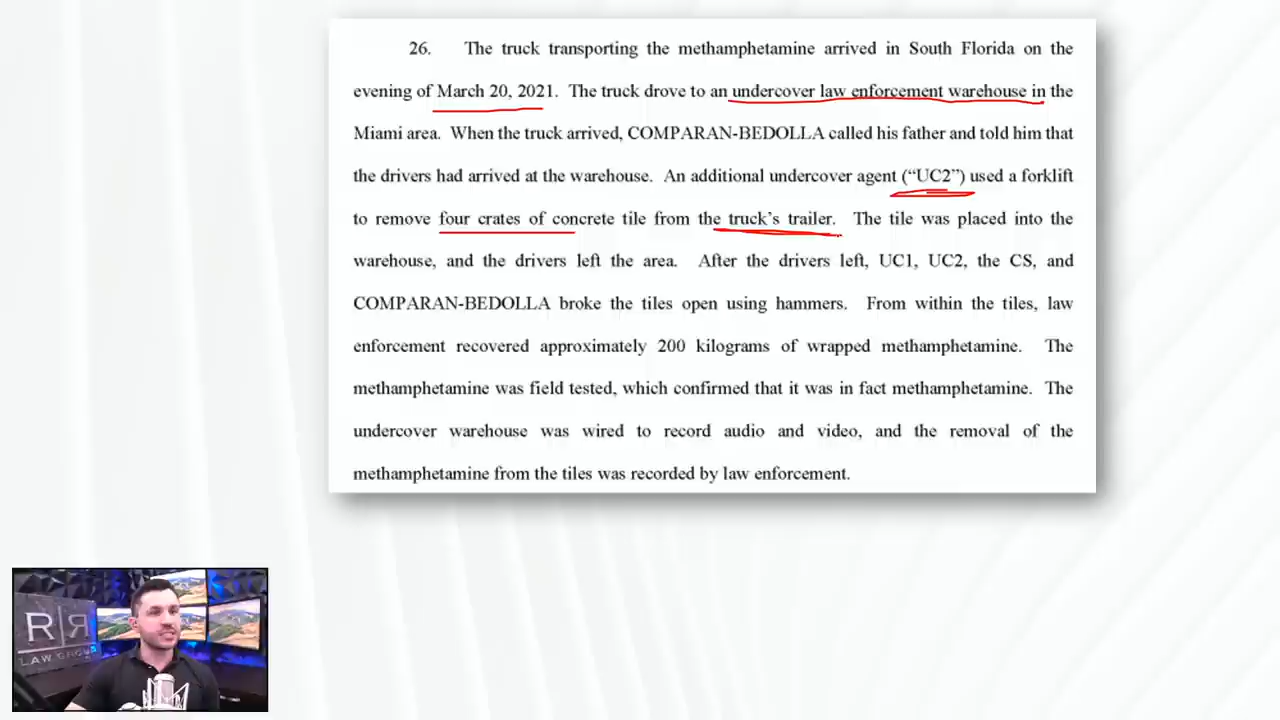 26. The truck transporting the methamphetamine arrived in South Florida on the
evening of March 20, 2021. The truck drove to an undercover law enforcement warehouse in the
Miami area. When the truck arrived, COMPARAN-BEDOLLA called his father and told him that
the drivers had arrived at the warehouse. An additional undercover agent (“UC2”) used a forklift
to remove four crates of concrete tile from the truck’s trailer. The tile was placed into the
warehouse, and the drivers left the area. After the drivers left, UC1, UC2, the CS, and
COMPARAN-BEDOLLA broke the tiles open using hammers. From within the tiles, law
enforcement recovered approximately 200 kilograms of wrapped methamphetamine. The
methamphetamine was field tested, which confirmed that it was in fact methamphetamine. The
undercover warehouse was wired to record audio and video, and the removal of the
methamphetamine from the tiles was recorded by law enforcement.
R|R
LAW GROUP